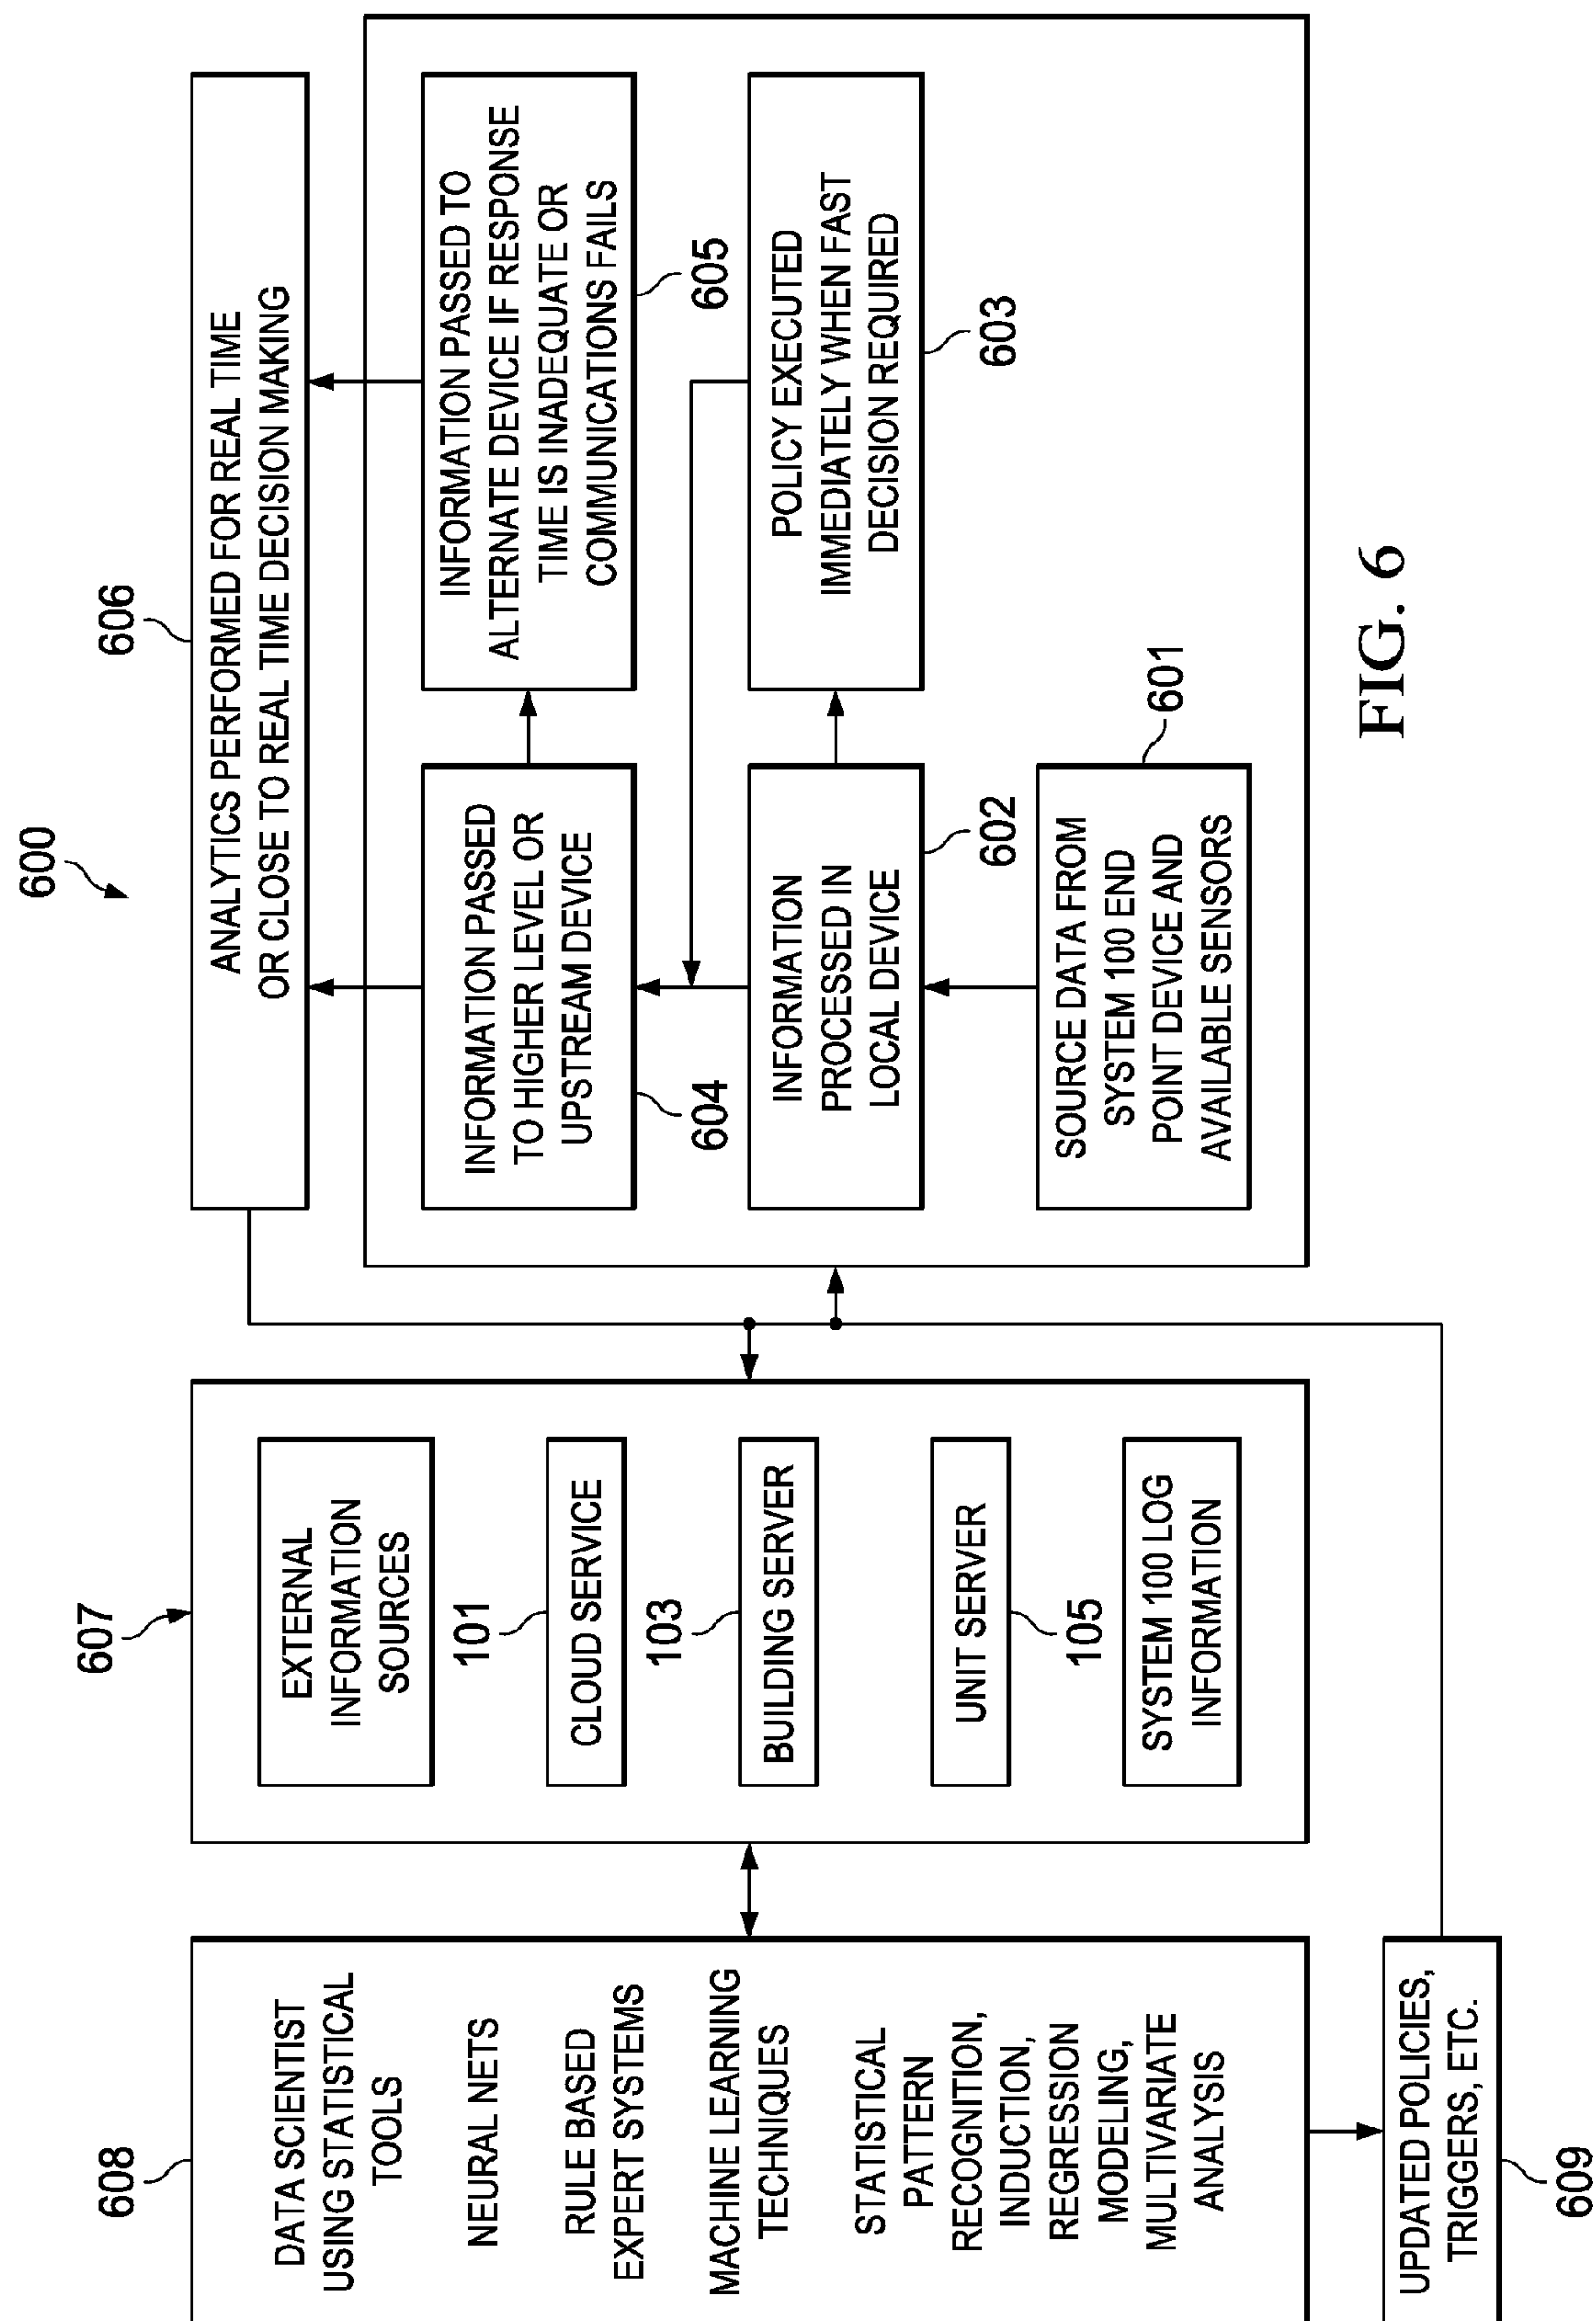 600
608
DATA SCIENTIST
USING STATISTICAL
TOOLS
NEURAL NETS
RULE BASED
EXPERT SYSTEMS
MACHINE LEARNING
TECHNIQUES
STATISTICAL
PATTERN
RECOGNITION,
INDUCTION,
REGRESSION
MODELING,
MULTIVARIATE
ANALYSIS
UPDATED POLICIES,
TRIGGERS, ETC.
609
607
EXTERNAL
INFORMATION
SOURCES
101
CLOUD SERVICE
103
BUILDING SERVER
UNIT SERVER
105
SYSTEM 100 LOG
INFORMATION
606
ANALYTICS PERFORMED FOR REAL TIME
OR CLOSE TO REAL TIME DECISION MAKING
INFORMATION PASSED
TO HIGHER LEVEL OR
UPSTREAM DEVICE
604
INFORMATION PASSED TO
ALTERNATE DEVICE IF RESPONSE
TIME IS INADEQUATE OR
COMMUNICATIONS FAILS
605
INFORMATION
PROCESSED IN
LOCAL DEVICE
602
POLICY EXECUTED
IMMEDIATELY WHEN FAST
DECISION REQUIRED
603
SOURCE DATA FROM
SYSTEM 100 END
POINT DEVICE AND
AVAILABLE SENSORS
601
FIG. 6